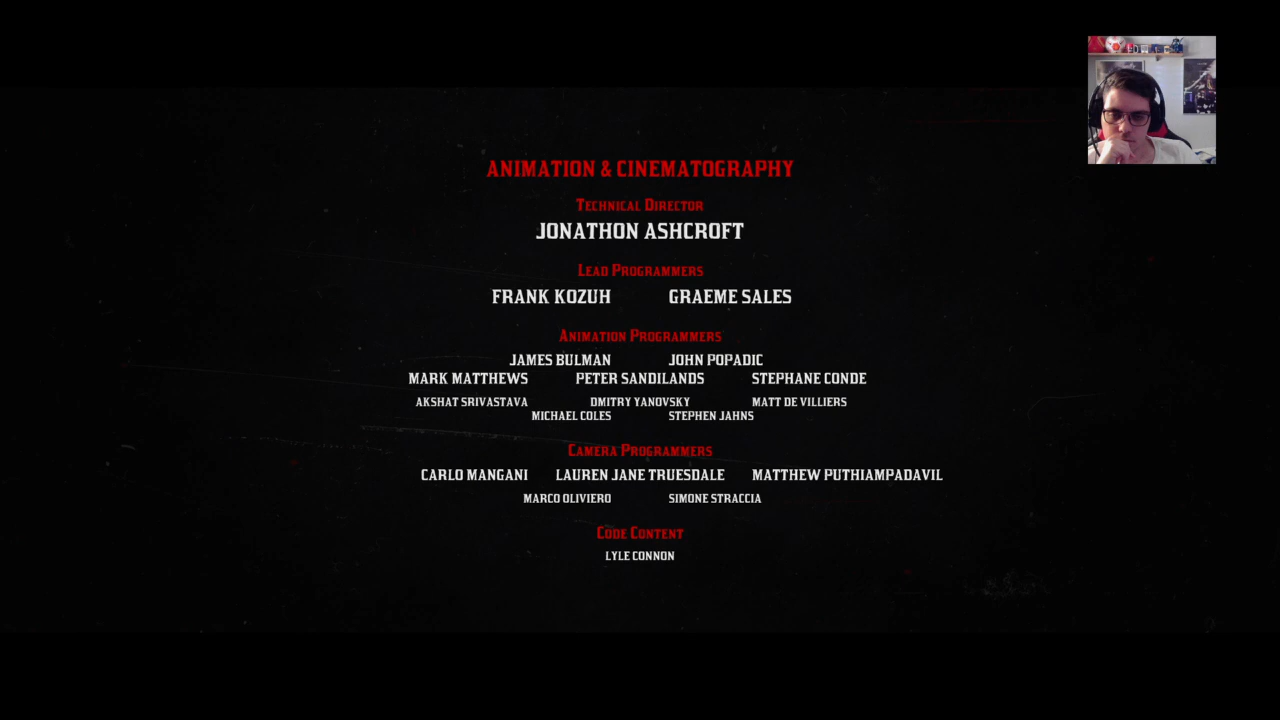 ANIMATION & CINEMATOGRAPHY
TECHNICAL DIRECTOR
JONATHON ASHCROFT
LEAD PROGRAMMERS
FRANK KOZUH GRAEME SALES
ANIMATION PROGRAMMERS
JAMES BULMAN JOHN POPADIC
MARK MATTHEWS PETER SANDILANDS STEPHANE CONDE
AKSHAT SRIVASTAVA DMITRY YANOVSKY MATT DE VILLIERS
MICHAEL COLES STEPHEN JAHNS
CAMERA PROGRAMMERS
CARLO MANGANI LAUREN JANE TRUESDALE MATTHEW PUTHIAMPADAVIL
MARCO OLIVIERO SIMONE STRACCIA
CODE CONTENT
LYLE CONNON